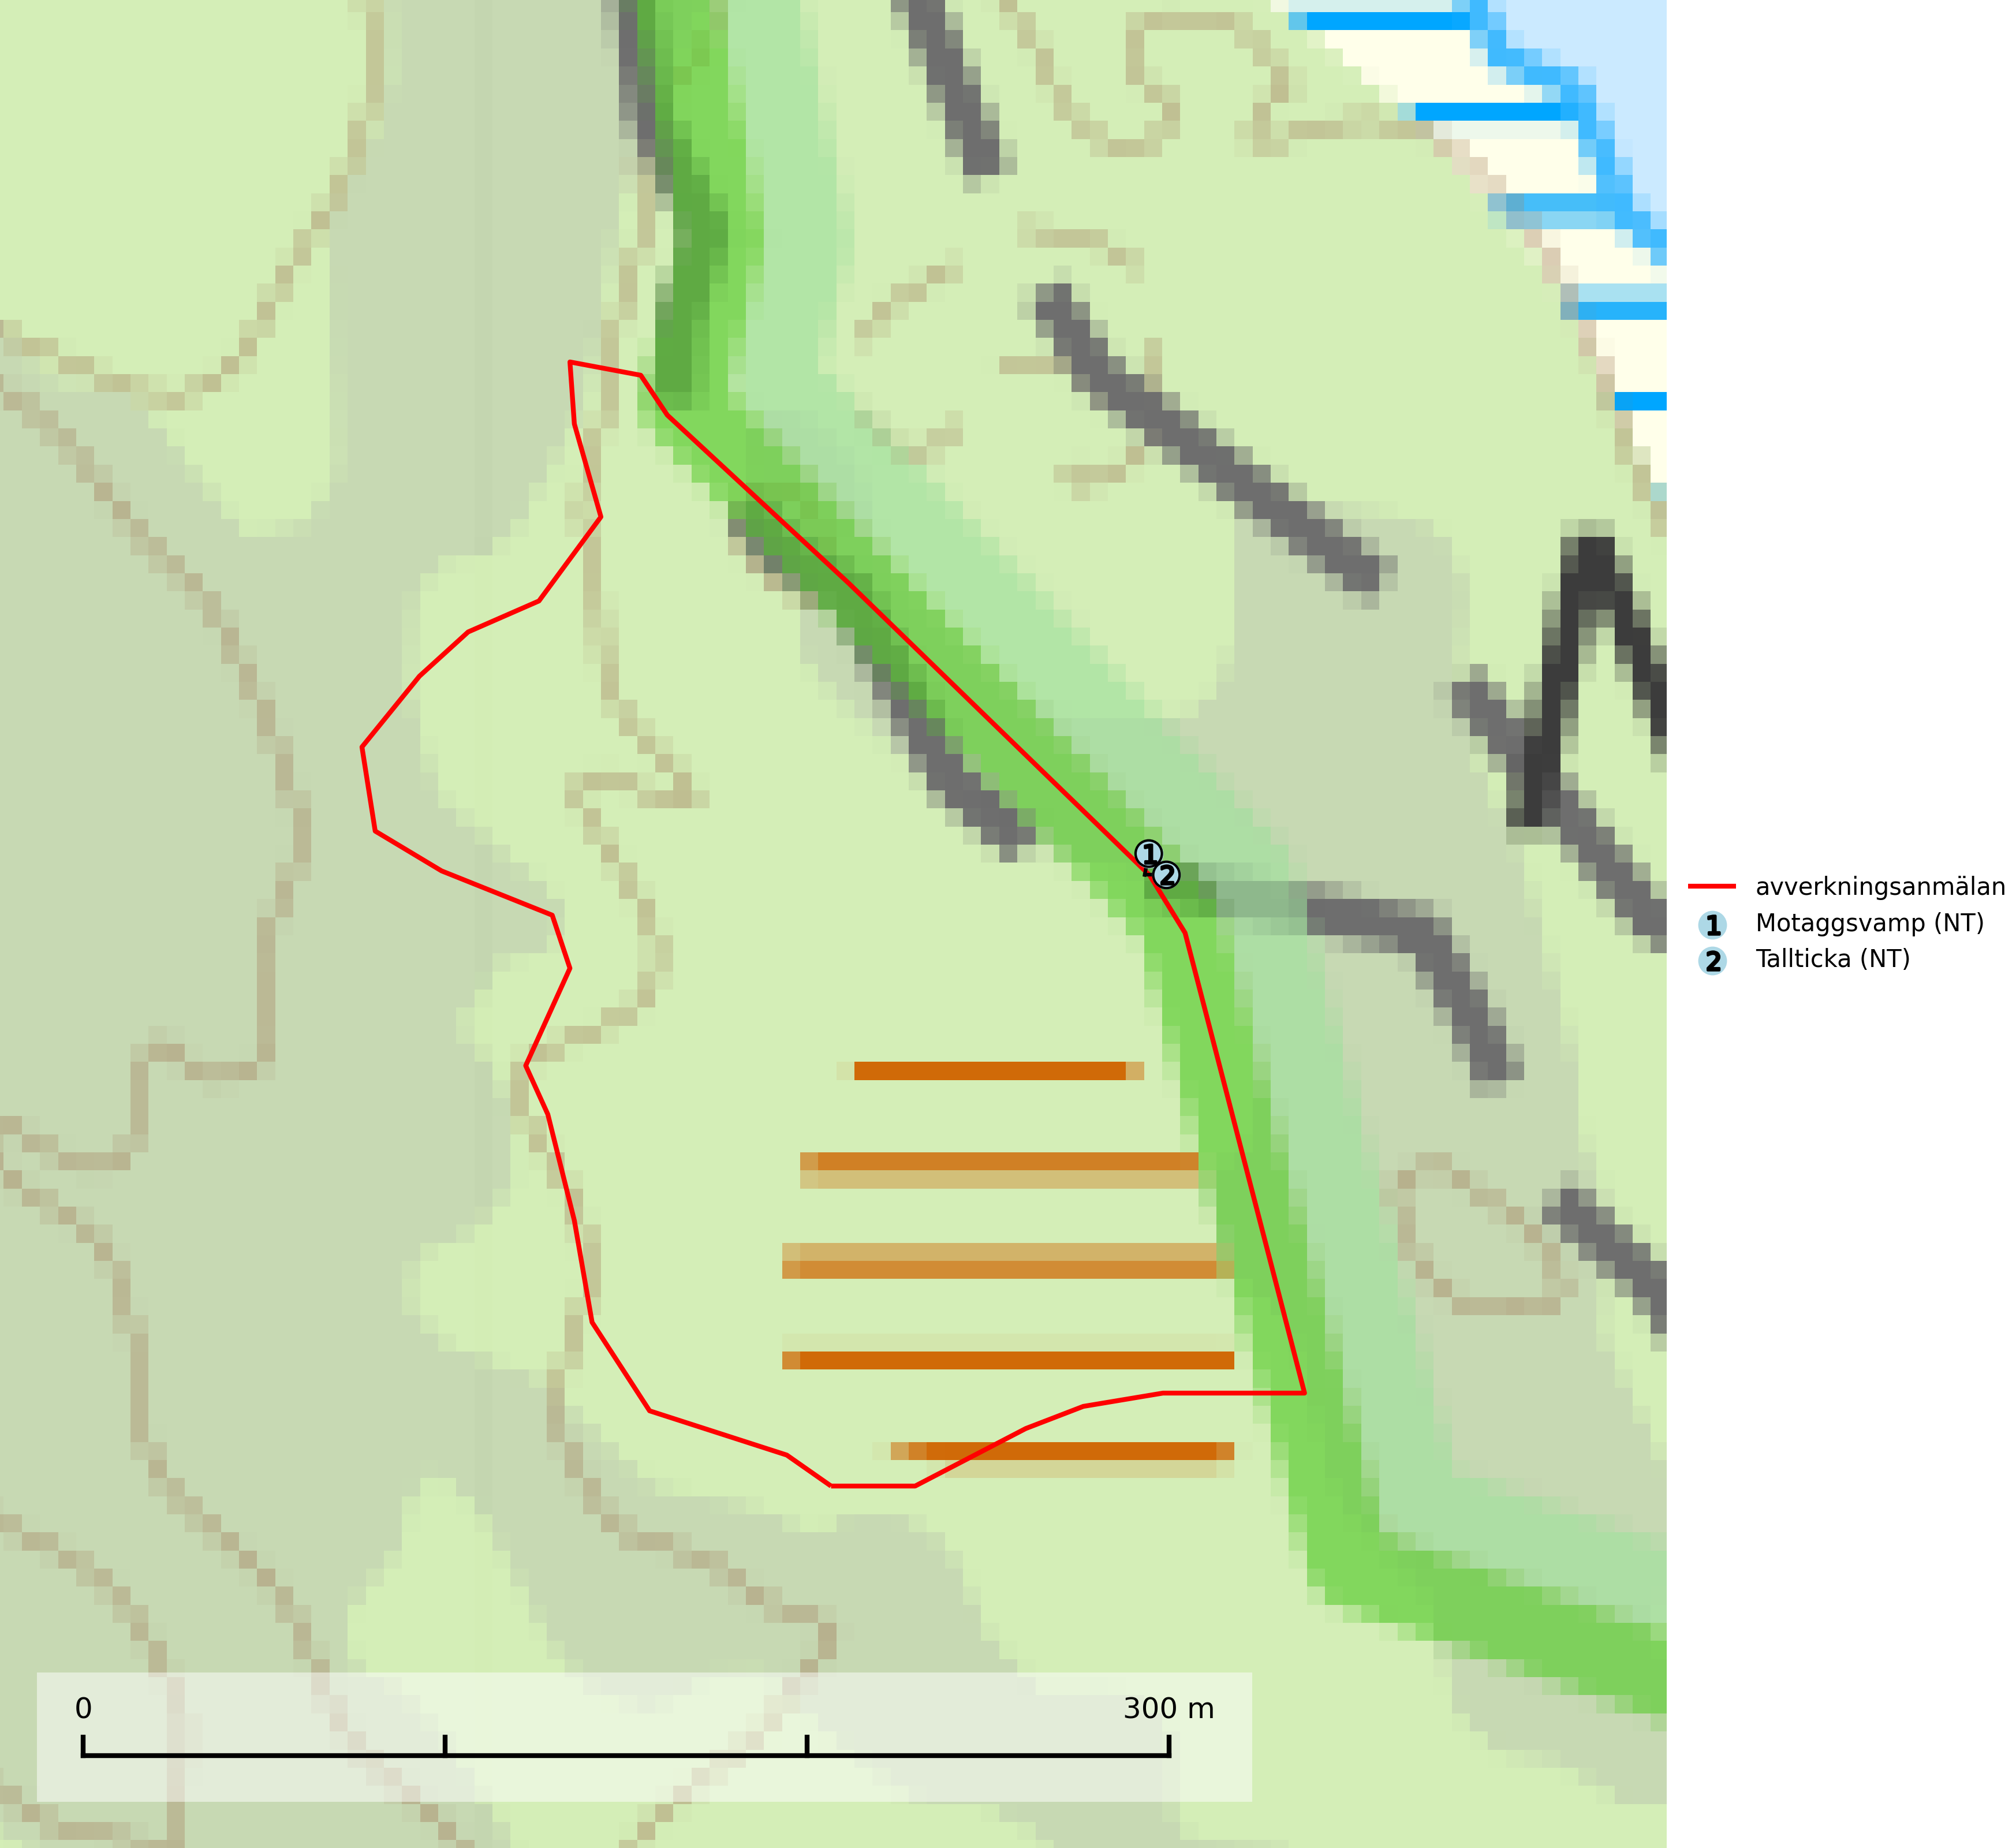 1
2
avverkningsanmälan
1 Motaggsvamp (NT)
2 Tallticka (NT)
0 300 m